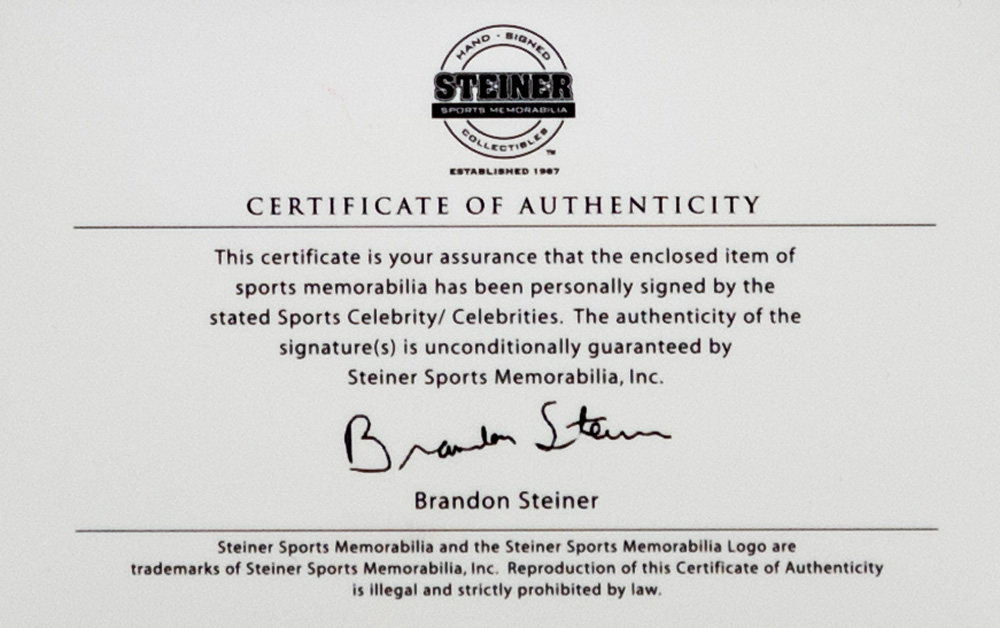 HAND · SIGNED
STEINER
SPORTS MEMORABILIA
COLLECTIBLES
TM
ESTABLISHED 1987
CERTIFICATE OF AUTHENTICITY
This certificate is your assurance that the enclosed item of
sports memorabilia has been personally signed by the
stated Sports Celebrity/ Celebrities. The authenticity of the
signature(s) is unconditionally guaranteed by
Steiner Sports Memorabilia, Inc.
Brandon Steiner
Brandon Steiner
Steiner Sports Memorabilia and the Steiner Sports Memorabilia Logo are
trademarks of Steiner Sports Memorabilia, Inc. Reproduction of this Certificate of Authenticity
is illegal and strictly prohibited by law.